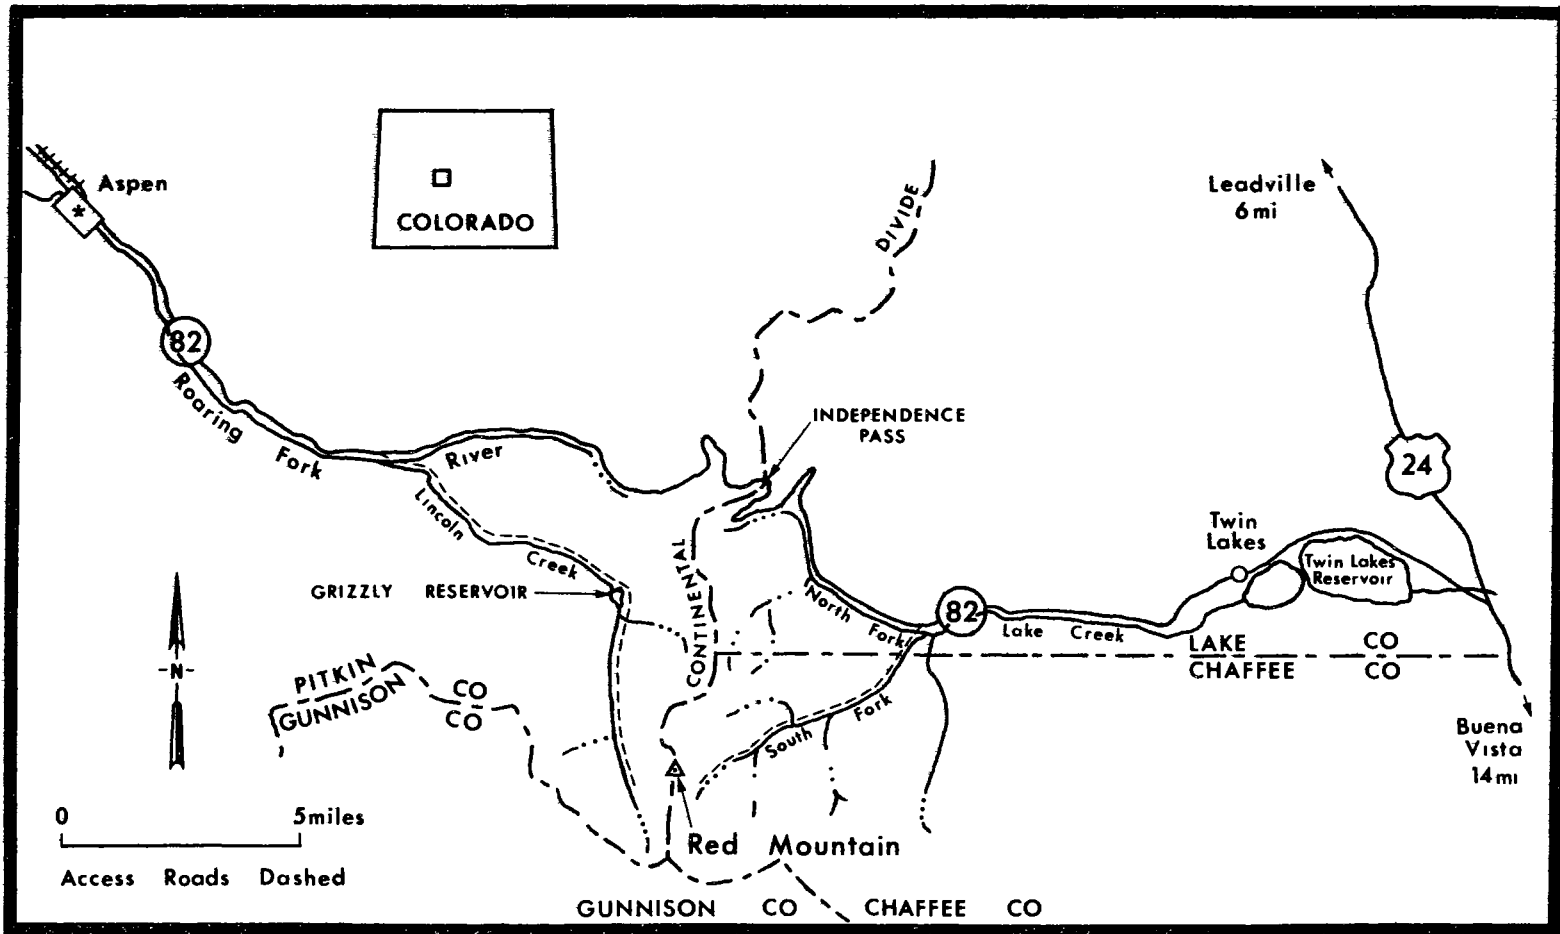 Aspen
*
COLORADO
DIVIDE
Leadville
6 mi
82
Roaring Fork River
INDEPENDENCE
PASS
24
Lincoln Creek
Twin
Lakes
Twin Lakes
Reservoir
GRIZZLY RESERVOIR
CONTINENTAL
North Fork
82
Lake Creek
LAKE CO
CHAFFEE CO
-N-
PITKIN CO
GUNNISON CO
South Fork
Buena
Vista
14 mi
0 5 miles
Red Mountain
Access Roads Dashed
GUNNISON CO CHAFFEE CO